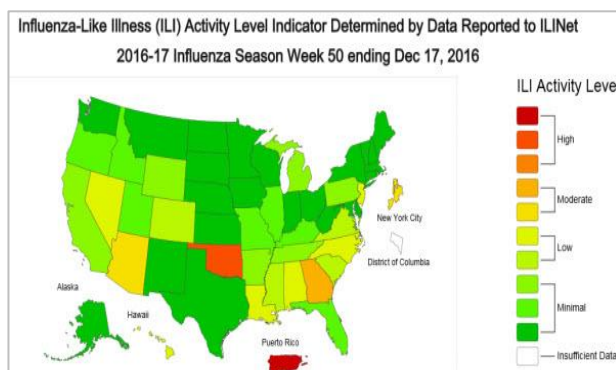 Influenza-Like Illness (ILI) Activity Level Indicator Determined by Data Reported to ILINet
2016-17 Influenza Season Week 50 ending Dec 17, 2016
ILI Activity Level
High
Moderate
New York City
Low
District of Columbia
Alaska
Hawaii
Minimal
Puerto Rico
Insufficient Data